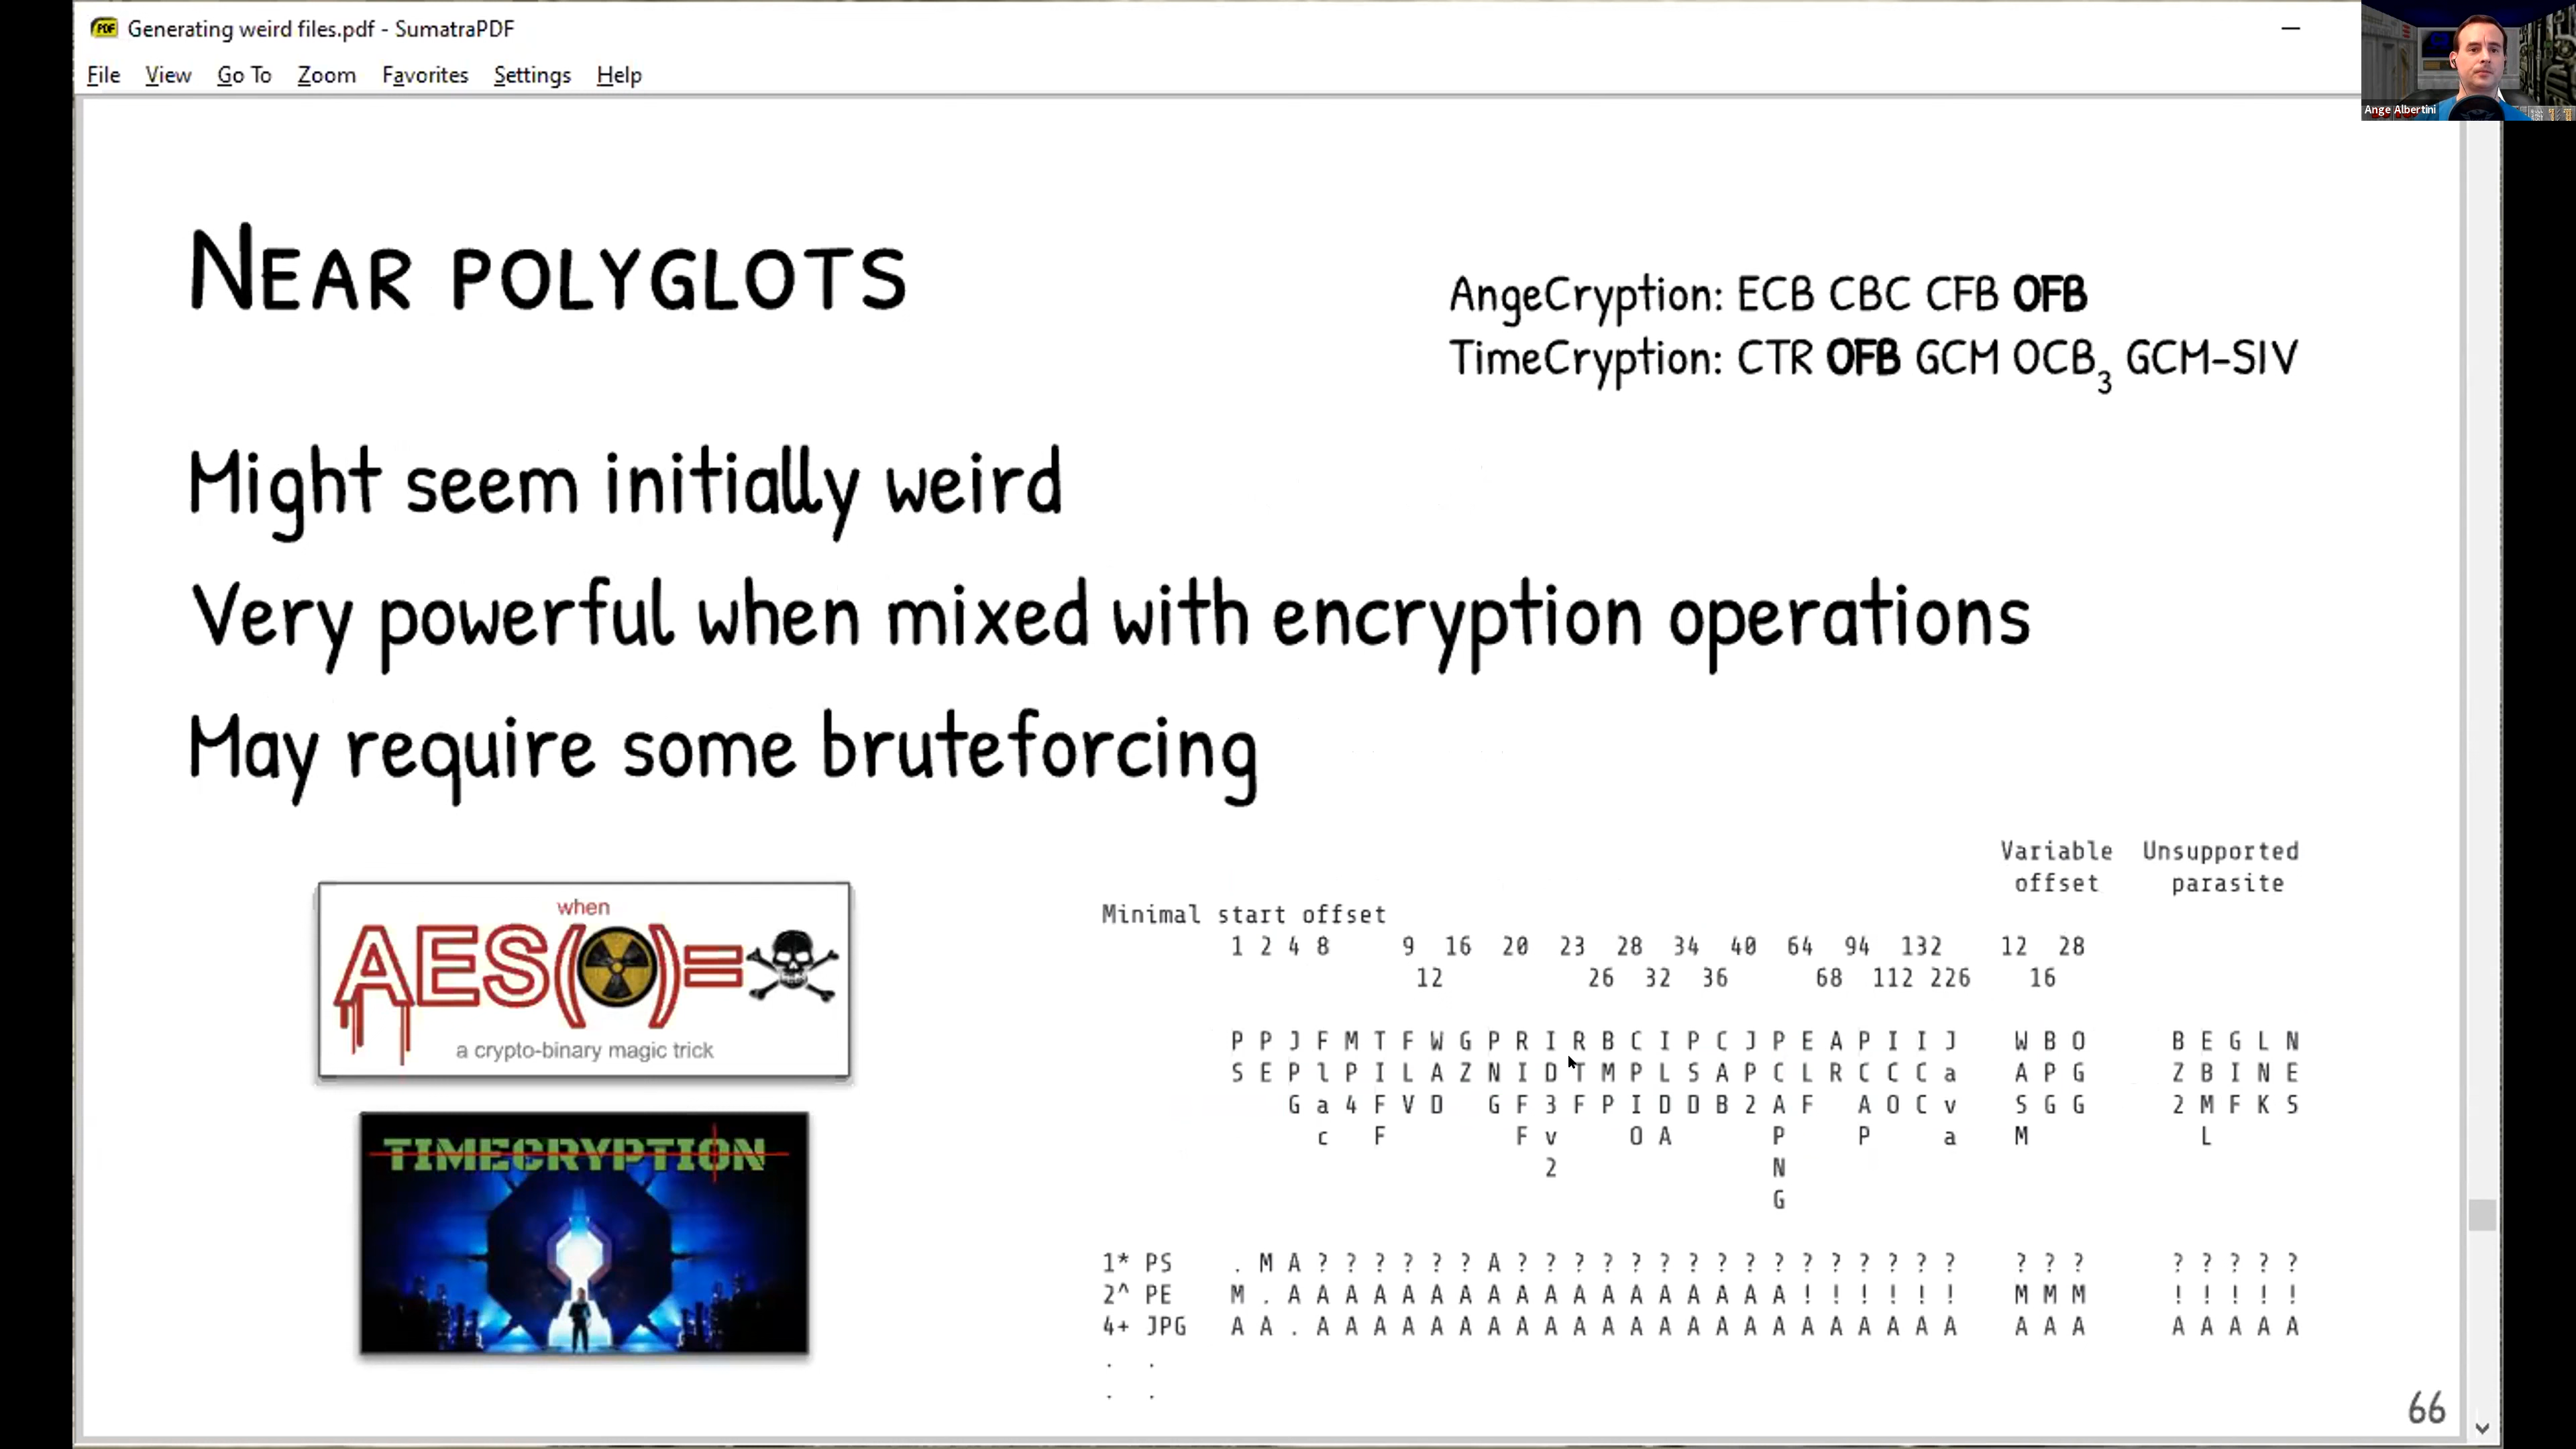 Generating weird files.pdf - SumatraPDF
File View Go To Zoom Favorites Settings Help
Ange Albertini
NEAR POLYGLOTS
AngeCryption: ECB CBC CFB OFB
TimeCryption: CTR OFB GCM OCB3 GCM-SIV
Might seem initially weird
Very powerful when mixed with encryption operations
May require some bruteforcing
when
AES( )=
a crypto-binary magic trick
TIMECRYPTION
Variable Unsupported
offset parasite
Minimal start offset
1 2 4 8 9 16 20 23 28 34 40 64 94 132 12 28
12 26 32 36 68 112 226 16
P P J F M T F W G P R I R B C I P C J P E A P I I J W B O B E G L N
S E P l P I L A Z N I D T M P L S A P C L R C C C a A P G Z B I N E
G a 4 F V D G F 3 F P I D D B 2 A F A O C v S G G 2 M F K S
c F F v O A P P a M L
2 N
G
1* PS . M A ? ? ? ? ? ? A ? ? ? ? ? ? ? ? ? ? ? ? ? ? ? ? ? ? ? ? ? ? ? ?
2^ PE M . A A A A A A A A A A A A A A A A A A ! ! ! ! ! ! M M M ! ! ! ! !
4+ JPG A A . A A A A A A A A A A A A A A A A A A A A A A A A A A A A A A A
. .
. .
66